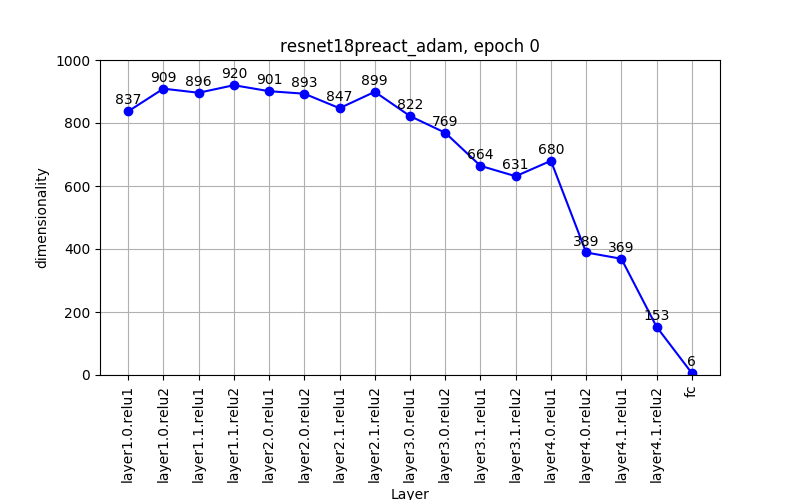 resnet18preact_adam, epoch 0
1000
800
600
400
200
0
dimensionality
837
909
896
920
901
893
847
899
822
769
664
631
680
389
369
153
6
layer1.0.relu1
layer1.0.relu2
layer1.1.relu1
layer1.1.relu2
layer2.0.relu1
layer2.0.relu2
layer2.1.relu1
layer2.1.relu2
layer3.0.relu1
layer3.0.relu2
layer3.1.relu1
layer3.1.relu2
layer4.0.relu1
layer4.0.relu2
layer4.1.relu1
layer4.1.relu2
fc
Layer